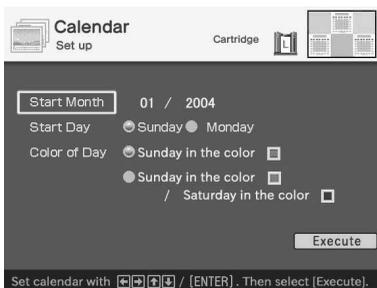 Calendar
Set up
Cartridge
L
Start Month 01 / 2004
Start Day Sunday Monday
Color of Day Sunday in the color
Sunday in the color
/ Saturday in the color
Execute
Set calendar with ←→↑↓ / [ENTER]. Then select [Execute].